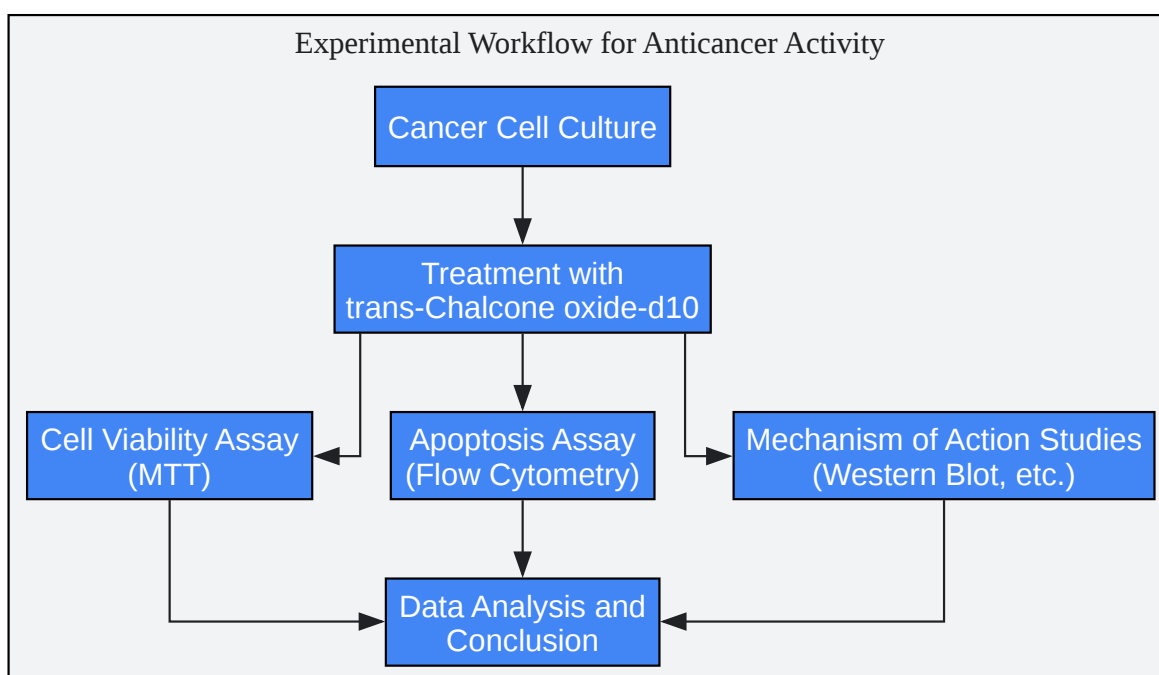 Experimental Workflow for Anticancer Activity
Cancer Cell Culture
Treatment with
trans-Chalcone oxide-d10
Cell Viability Assay
(MTT)
Apoptosis Assay
(Flow Cytometry)
Mechanism of Action Studies
(Western Blot, etc.)
Data Analysis and
Conclusion